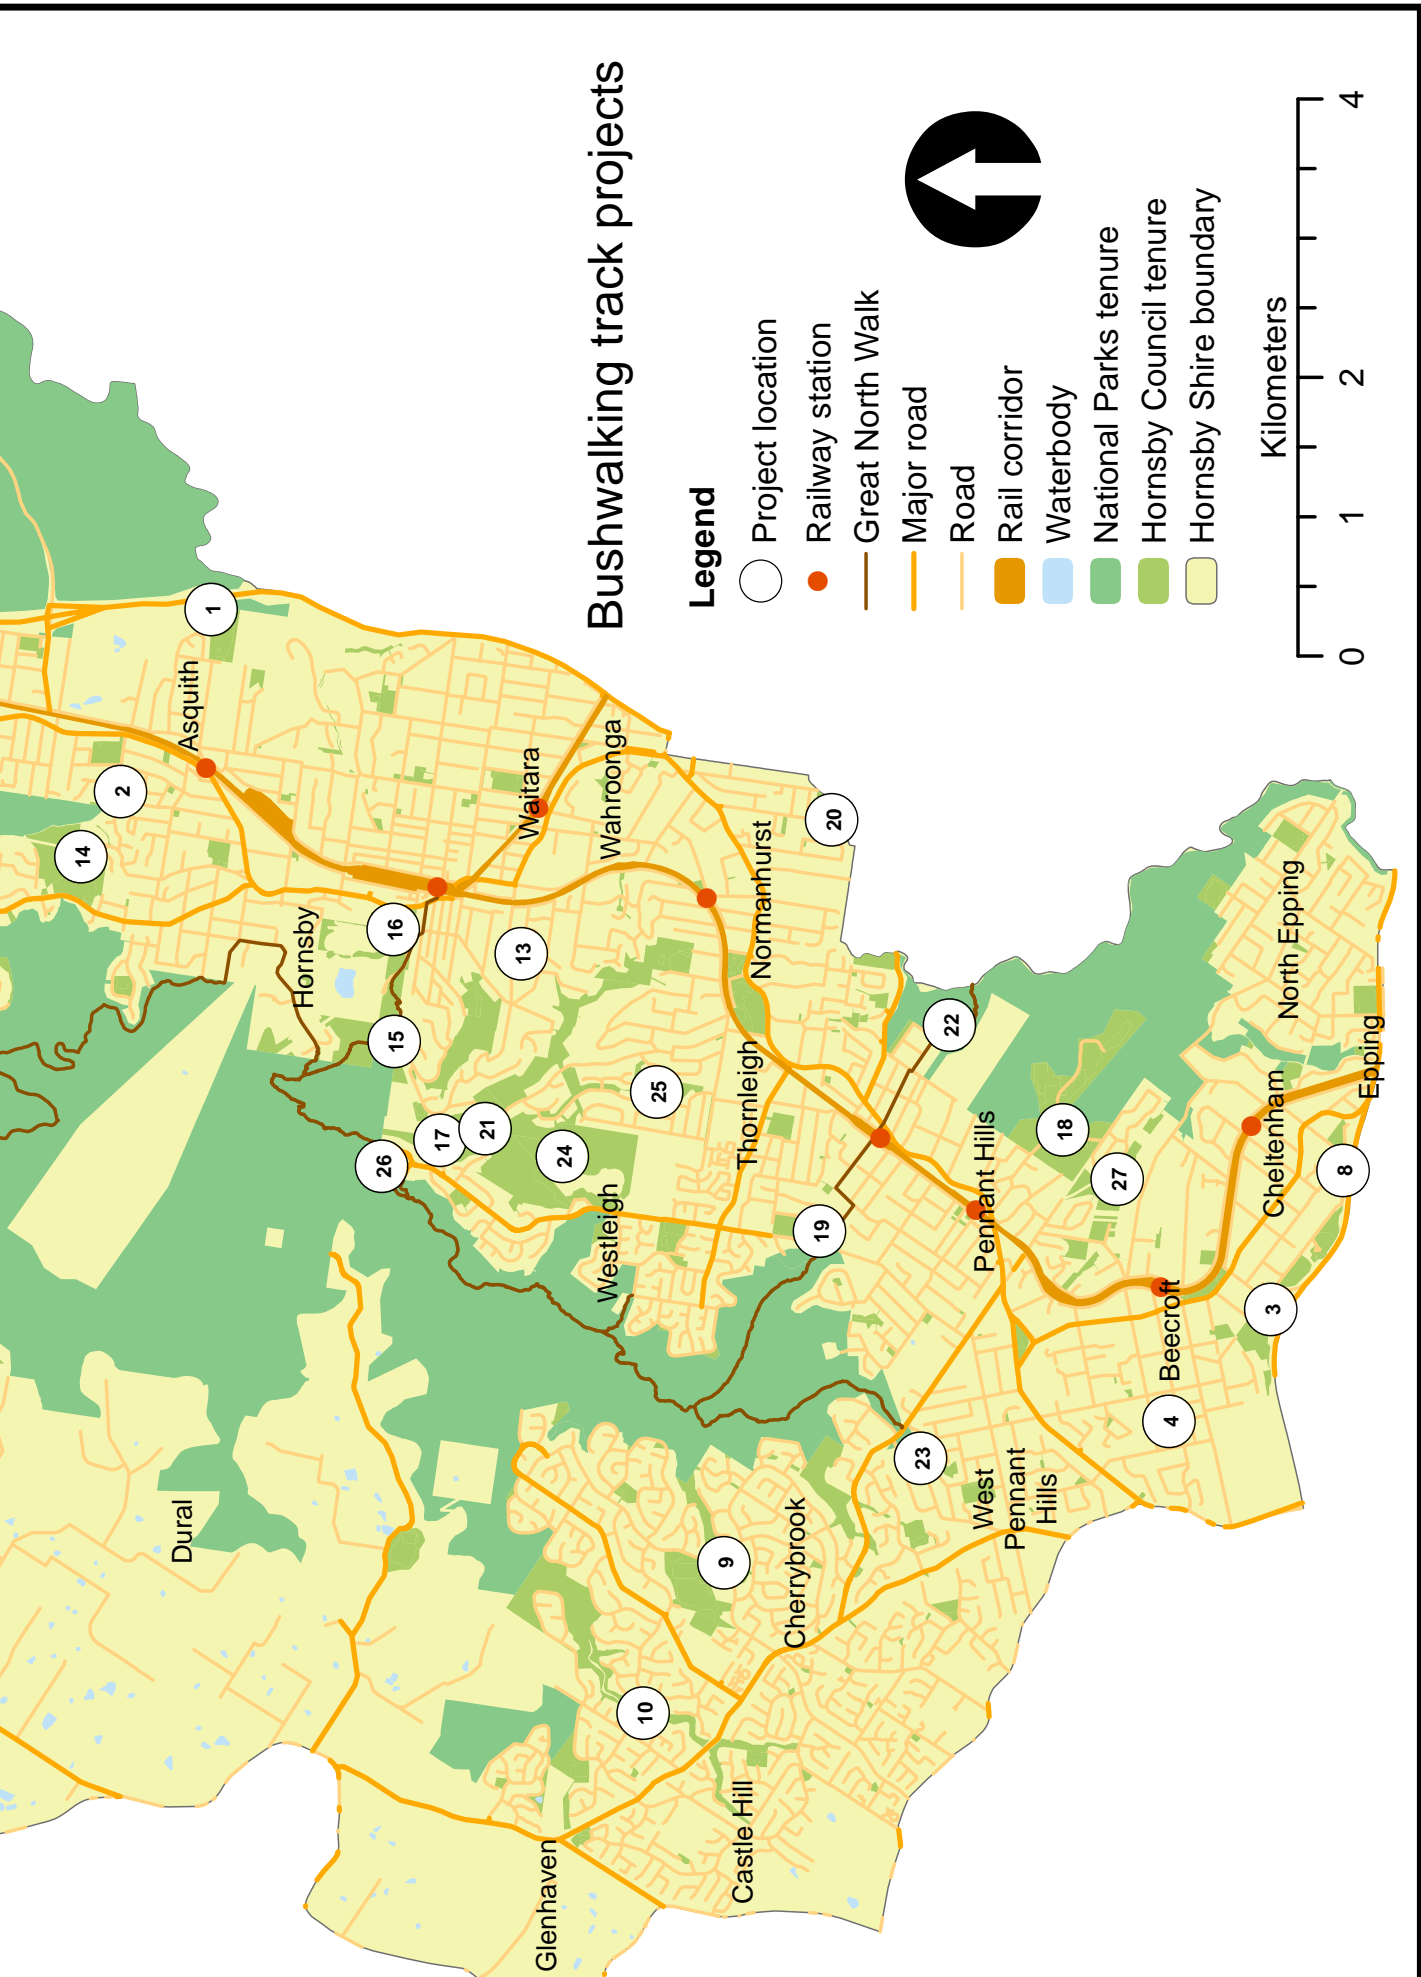 Bushwalking track projects
Legend
Project location
Railway station
Great North Walk
Major road
Road
Rail corridor
Waterbody
National Parks tenure
Hornsby Council tenure
Hornsby Shire boundary
Kilometers
0 1 2 4
Dural
Asquith
Hornsby
Waitara
Wahroonga
Normanhurst
Thornleigh
Westleigh
Glenhaven
Castle Hill
Cherrybrook
West
Pennant
Hills
Pennant Hills
Beecroft
Cheltenham
North Epping
Epping
1
2
14
16
13
15
26
17
21
24
25
20
22
19
18
27
8
3
4
23
9
10